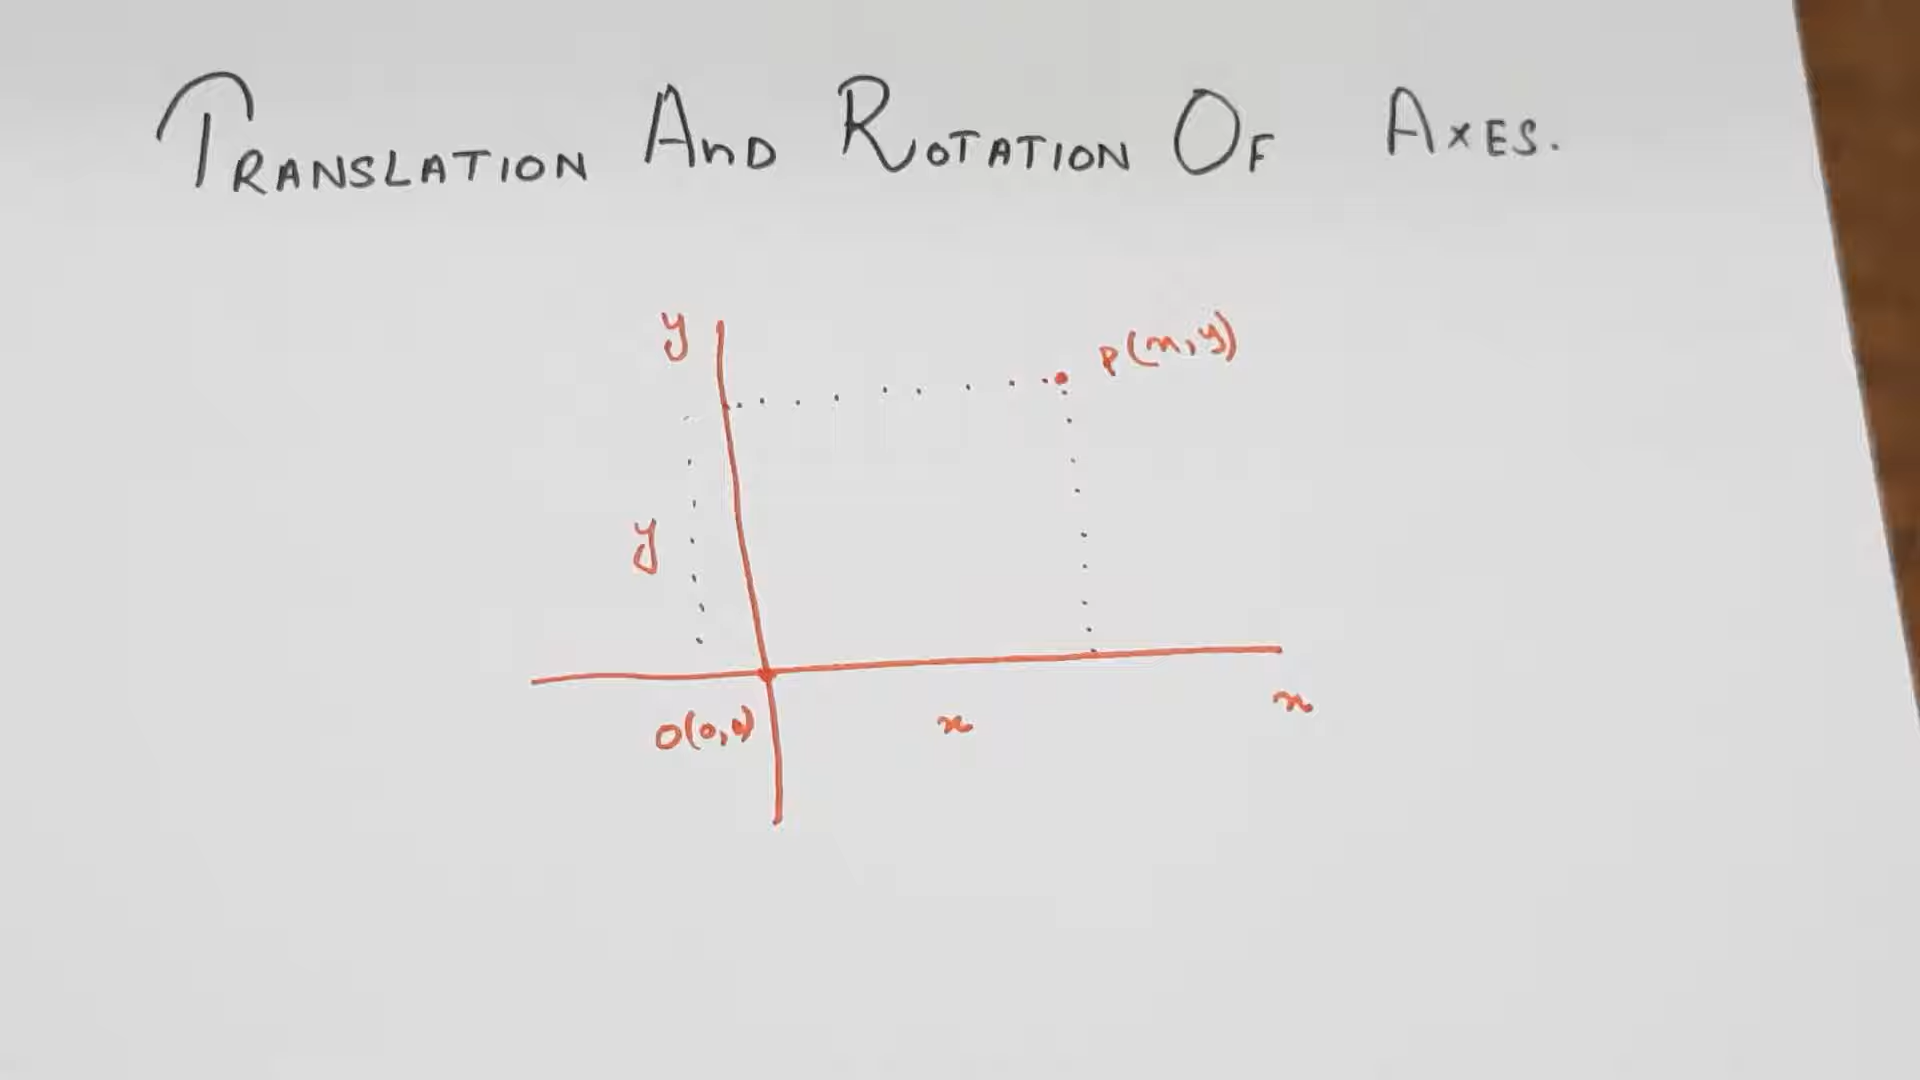 TRANSLATION AND ROTATION OF AXES.
y
P(x,y)
y
O(0,0)
x
x